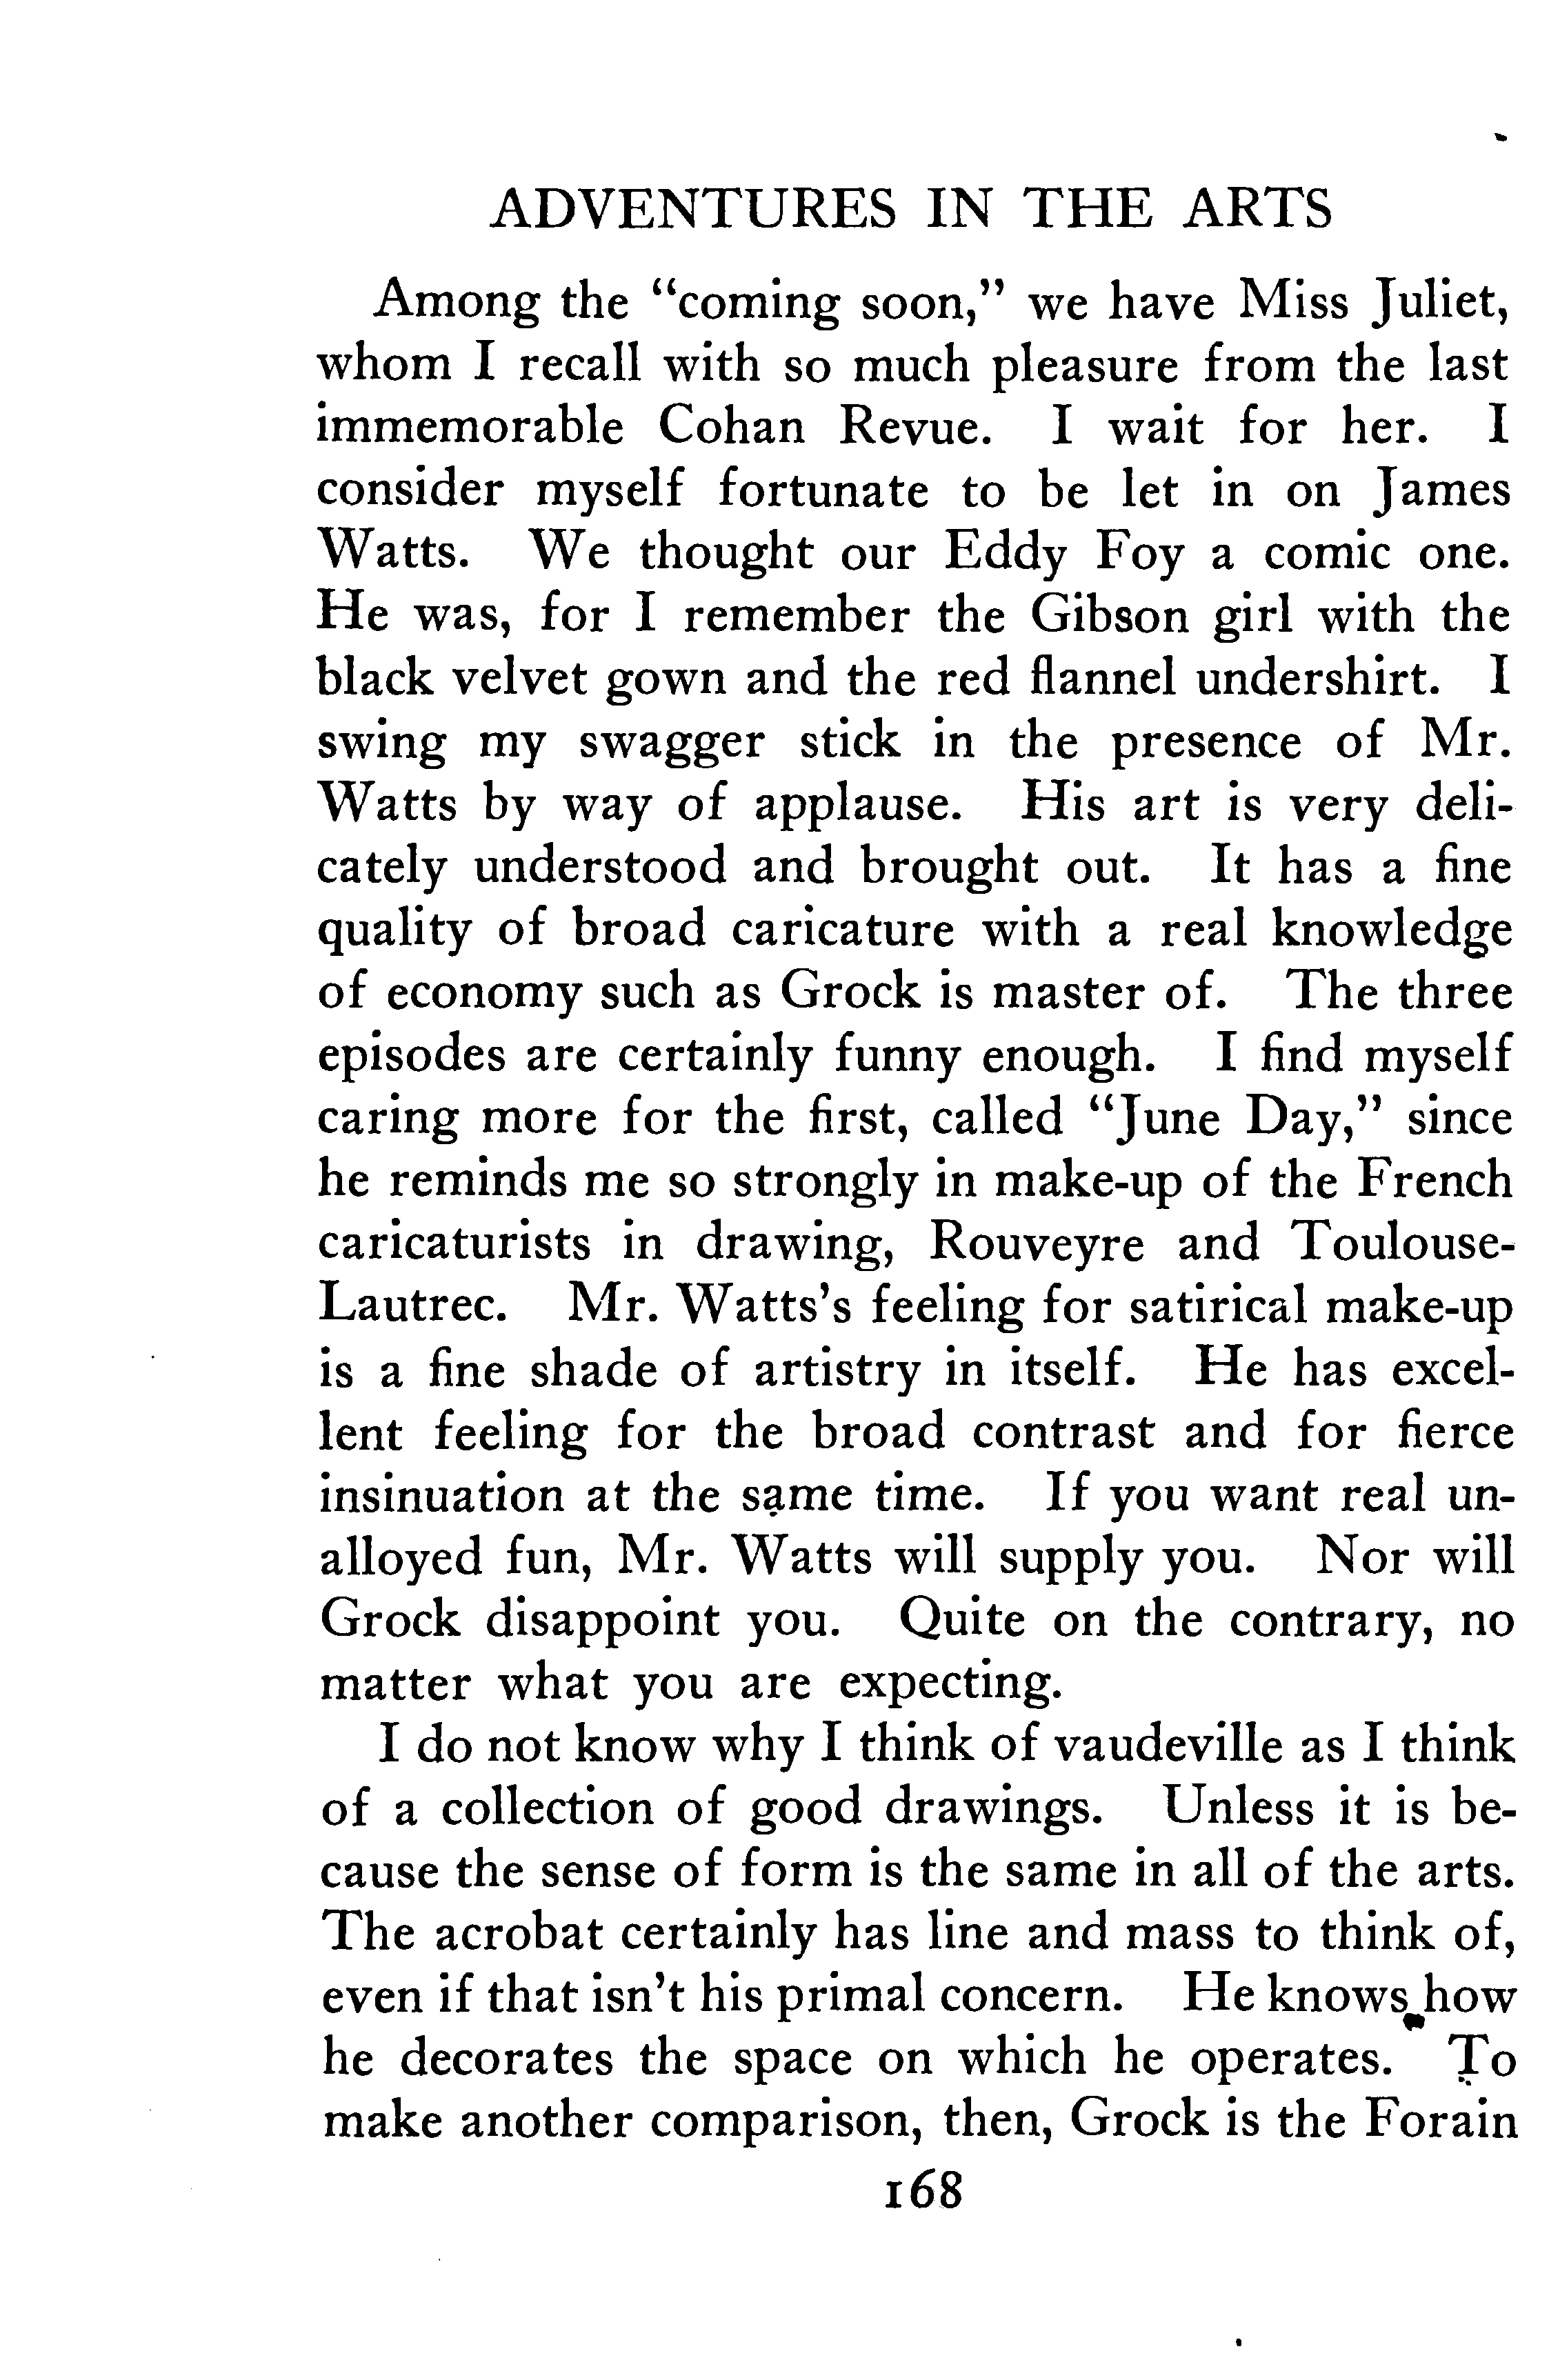 ADVENTURES IN THE ARTS
Among the "coming soon," we have Miss Juliet,
whom I recall with so much pleasure from the last
immemorable Cohan Revue. I wait for her. I
consider myself fortunate to be let in on James
Watts. We thought our Eddy Foy a comic one.
He was, for I remember the Gibson girl with the
black velvet gown and the red flannel undershirt. I
swing my swagger stick in the presence of Mr.
Watts by way of applause. His art is very deli-
cately understood and brought out. It has a fine
quality of broad caricature with a real knowledge
of economy such as Grock is master of. The three
episodes are certainly funny enough. I find myself
caring more for the first, called "June Day," since
he reminds me so strongly in make-up of the French
caricaturists in drawing, Rouveyre and Toulouse-
Lautrec. Mr. Watts's feeling for satirical make-up
is a fine shade of artistry in itself. He has excel-
lent feeling for the broad contrast and for fierce
insinuation at the same time. If you want real un-
alloyed fun, Mr. Watts will supply you. Nor will
Grock disappoint you. Quite on the contrary, no
matter what you are expecting.
I do not know why I think of vaudeville as I think
of a collection of good drawings. Unless it is be-
cause the sense of form is the same in all of the arts.
The acrobat certainly has line and mass to think of,
even if that isn't his primal concern. He knows how
he decorates the space on which he operates. To
make another comparison, then, Grock is the Forain
168